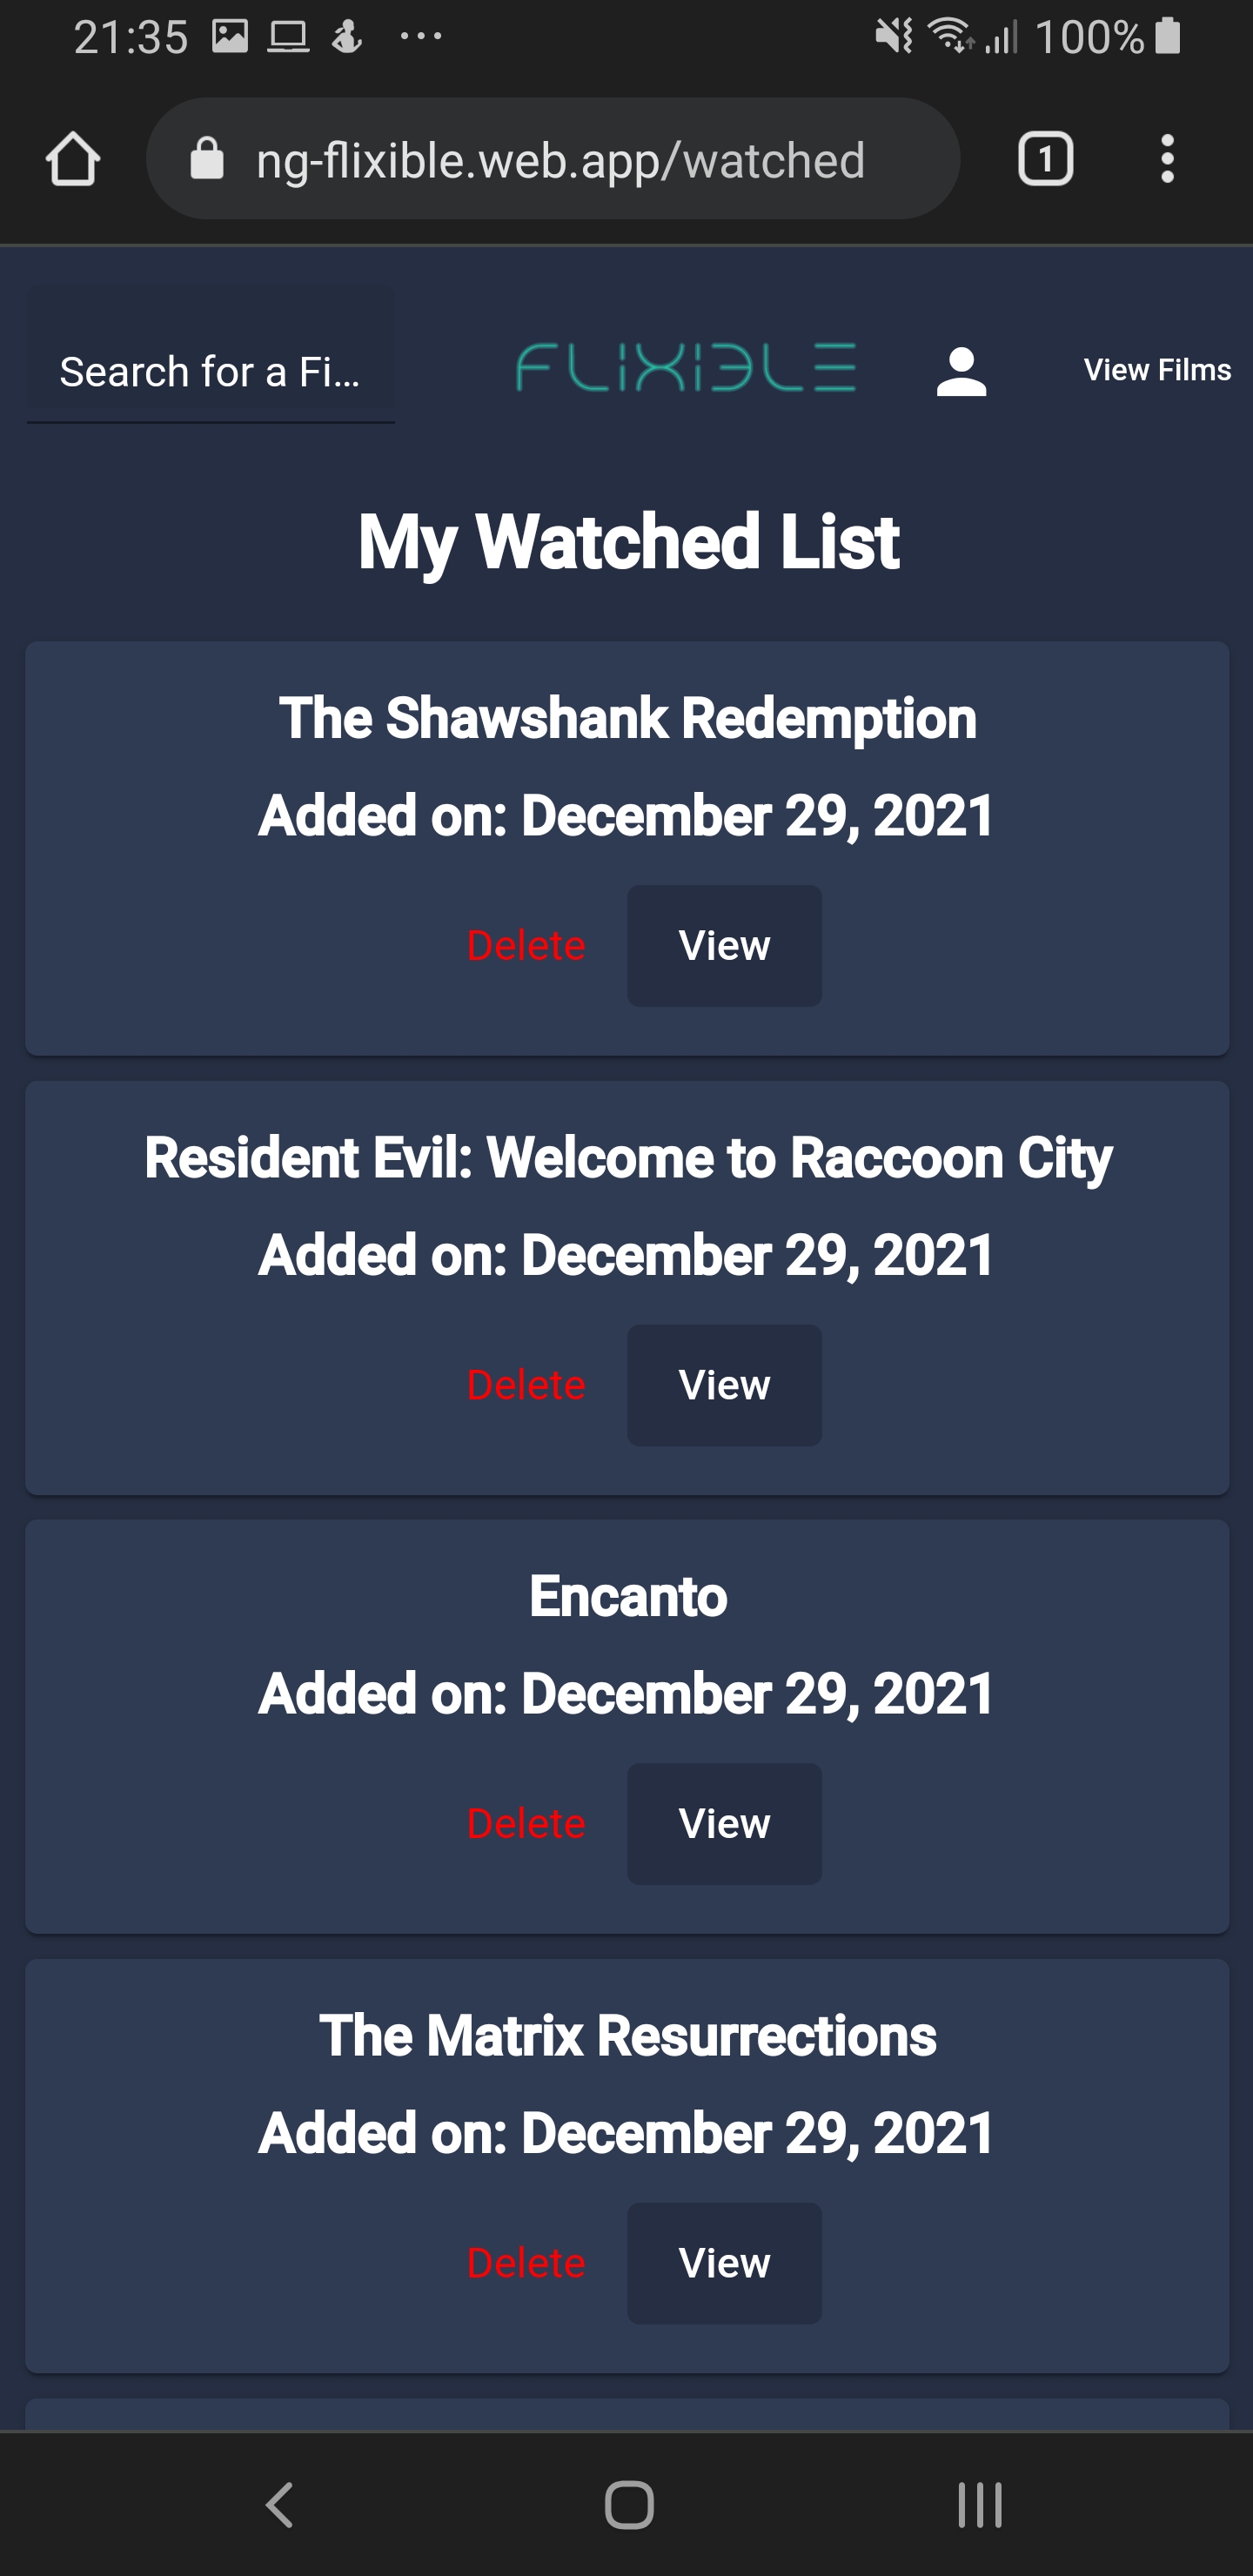 21:35 100%
ng-flixible.web.app/watched 1
Search for a Fi... FLIXIBLE View Films
My Watched List
The Shawshank Redemption
Added on: December 29, 2021
Delete View
Resident Evil: Welcome to Raccoon City
Added on: December 29, 2021
Delete View
Encanto
Added on: December 29, 2021
Delete View
The Matrix Resurrections
Added on: December 29, 2021
Delete View